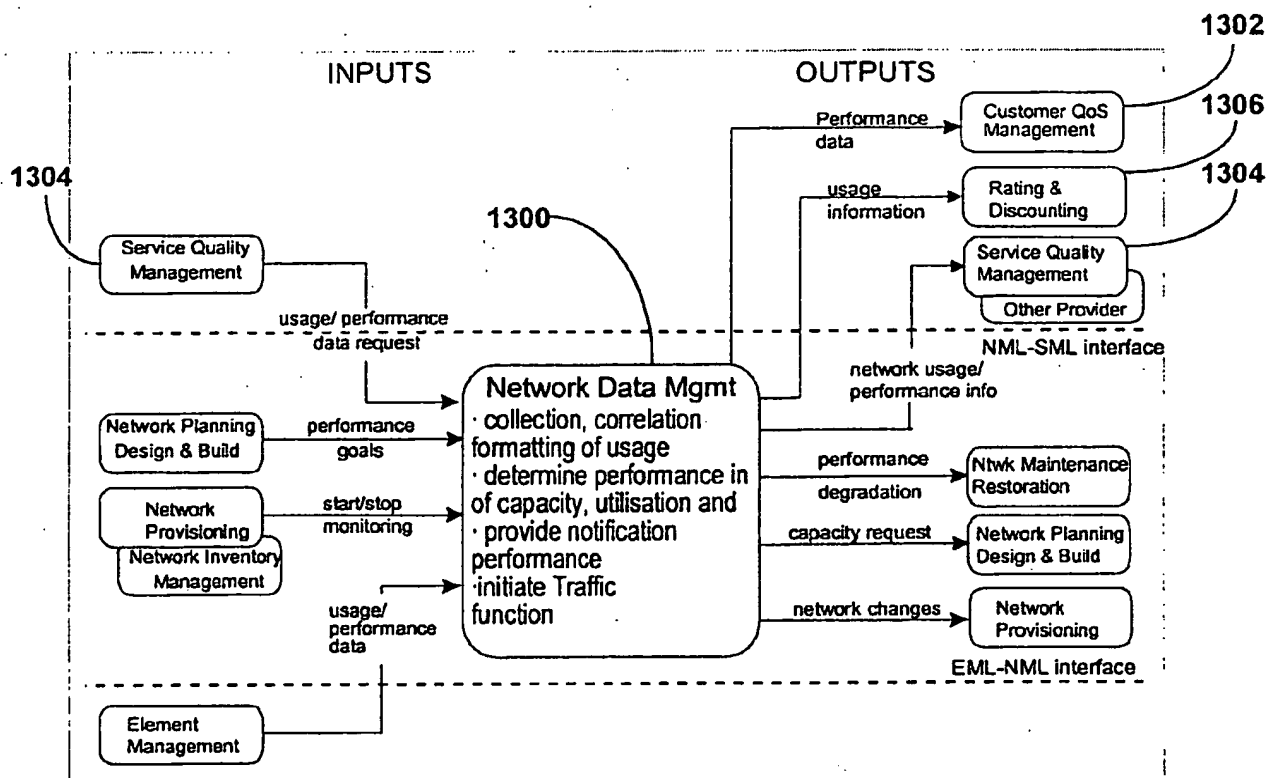 1302
INPUTS
OUTPUTS
Customer QoS
Management
Performance
data
1306
1304
1304
usage
information
Rating &
Discounting
1300
Service Quality
Management
Service Quality
Management
Other Provider
usage/ performance
data request
NML-SML interface
network usage/
performance info
Network Data Mgmt
· collection, correlation
formatting of usage
· determine performance in
of capacity, utilisation and
· provide notification
performance
·initiate Traffic
function
Network Planning
Design & Build
performance
goals
performance
degradation
Ntwk Maintenance
Restoration
Network
Provisioning
start/stop
monitoring
Network Inventory
Management
capacity request
Network Planning
Design & Build
usage/
performance
data
network changes
Network
Provisioning
EML-NML interface
Element
Management